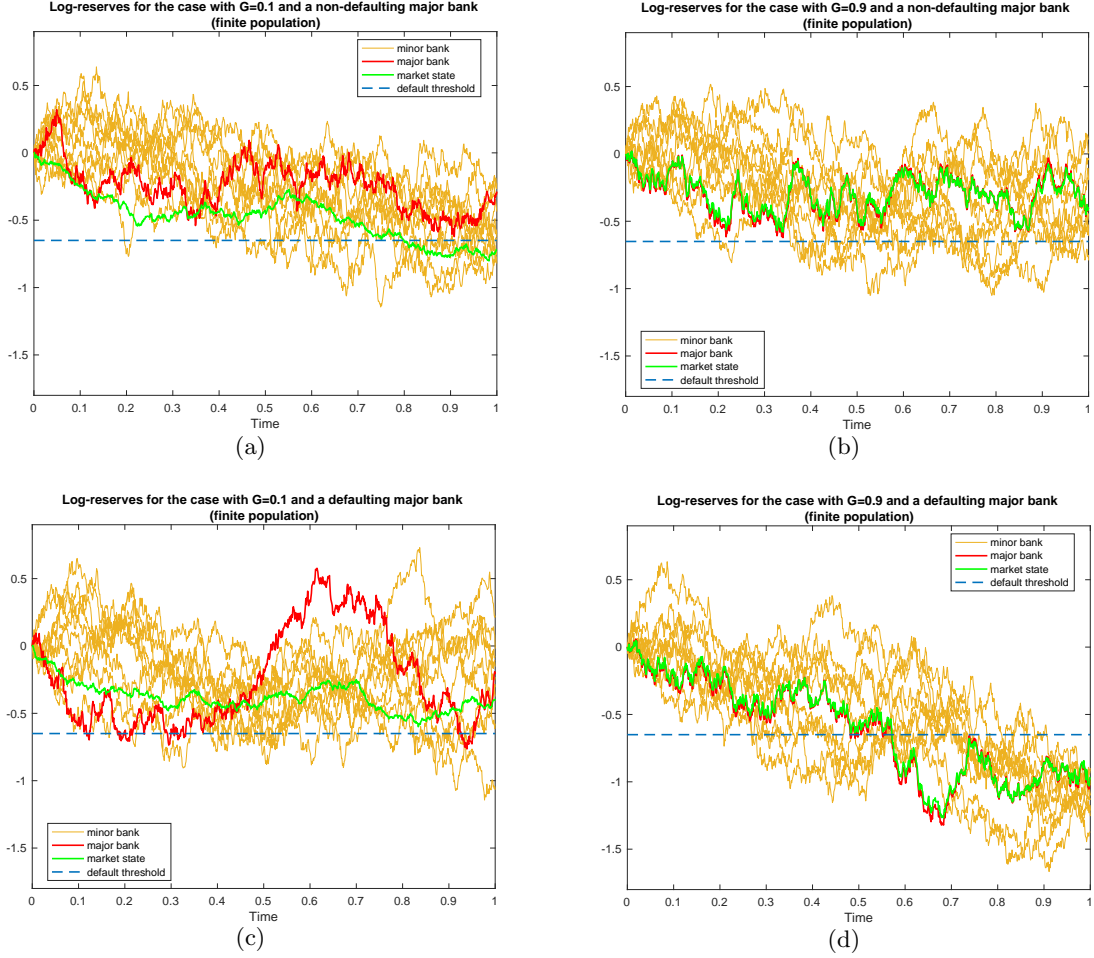 Log-reserves for the case with G=0.1 and a non-defaulting major bank
(finite population)
0.5
0
-0.5
-1
-1.5
minor bank
major bank
market state
default threshold
0 0.1 0.2 0.3 0.4 0.5 0.6 0.7 0.8 0.9 1
Time
(a)
Log-reserves for the case with G=0.9 and a non-defaulting major bank
(finite population)
0.5
0
-0.5
-1
-1.5
minor bank
major bank
market state
default threshold
0 0.1 0.2 0.3 0.4 0.5 0.6 0.7 0.8 0.9 1
Time
(b)
Log-reserves for the case with G=0.1 and a defaulting major bank
(finite population)
0.5
0
-0.5
-1
-1.5
minor bank
major bank
market state
default threshold
0 0.1 0.2 0.3 0.4 0.5 0.6 0.7 0.8 0.9 1
Time
(c)
Log-reserves for the case with G=0.9 and a defaulting major bank
(finite population)
0.5
0
-0.5
-1
-1.5
minor bank
major bank
market state
default threshold
0 0.1 0.2 0.3 0.4 0.5 0.6 0.7 0.8 0.9 1
Time
(d)